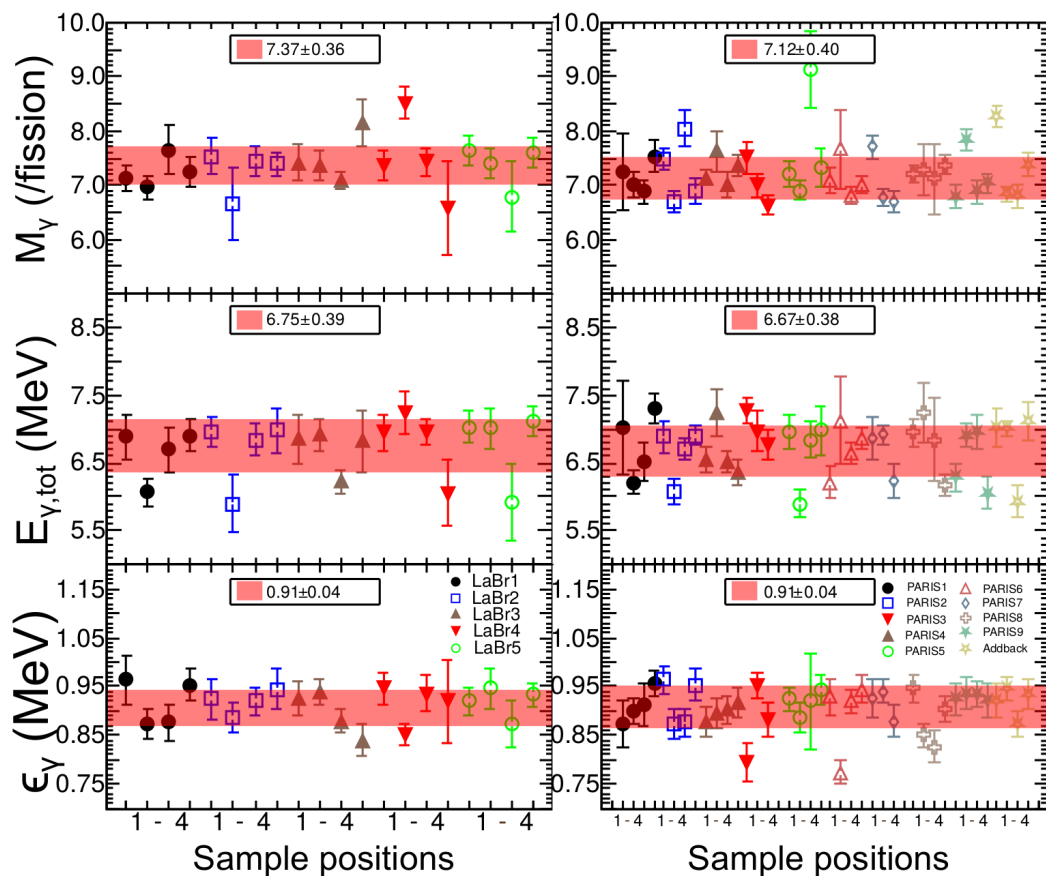 10.0 10.0
7.37±0.36 7.12±0.40
9.0 9.0
8.0 8.0
7.0 7.0
6.0 6.0
Mγ (/fission)
6.75±0.39 6.67±0.38
8.5 8.5
7.5 7.5
6.5 6.5
5.5 5.5
Eγ,tot (MeV)
0.91±0.04 0.91±0.04
1.15 1.15
1.05 1.05
0.95 0.95
0.85 0.85
0.75 0.75
ϵγ (MeV)
LaBr1
LaBr2
LaBr3
LaBr4
LaBr5
PARIS1 PARIS6
PARIS2 PARIS7
PARIS3 PARIS8
PARIS4 PARIS9
PARIS5 Addback
1 - 4 1 - 4 1 - 4 1 - 4 1 - 4
1 - 4 1 - 4 1 - 4 1 - 4 1 - 4 1 - 4 1 - 4 1 - 4 1 - 4 1 - 4
Sample positions Sample positions